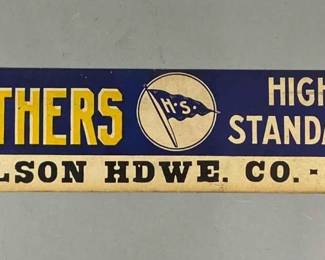 THERS
H.S.
HIGH
STANDA
LSON HDWE. CO. -